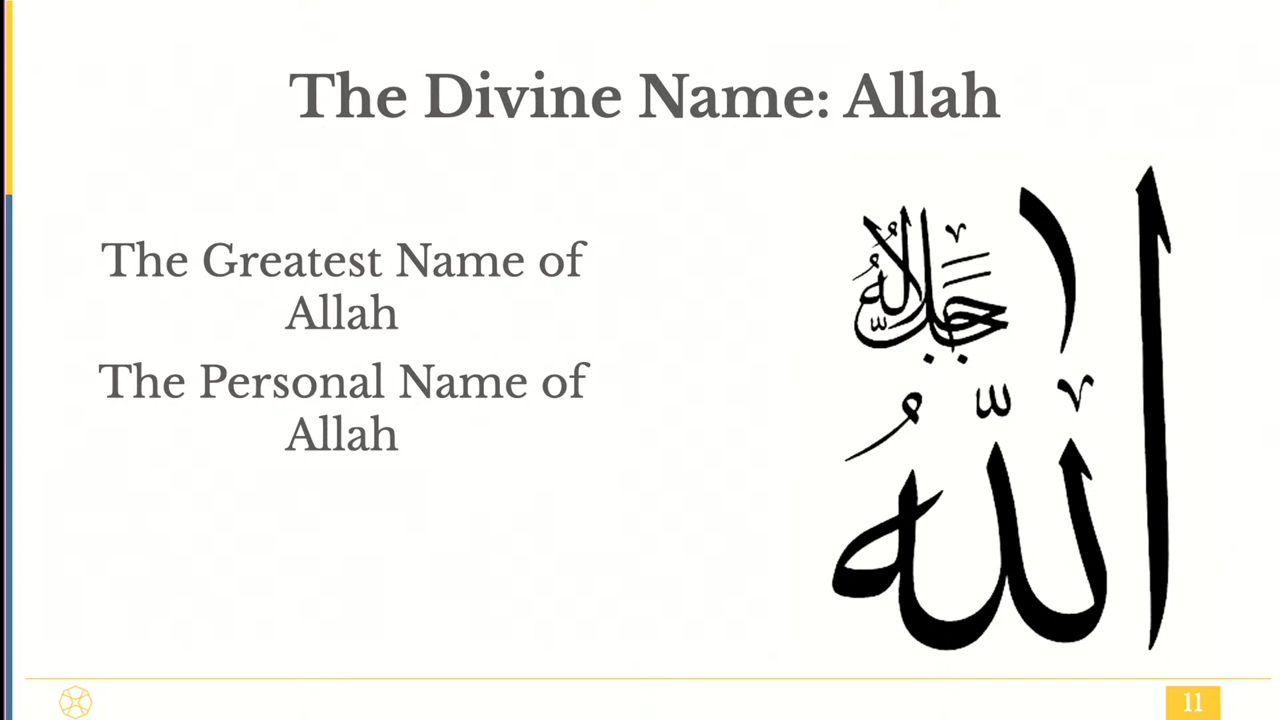 The Divine Name: Allah
The Greatest Name of
Allah
The Personal Name of
Allah
جل جلاله
الله
11